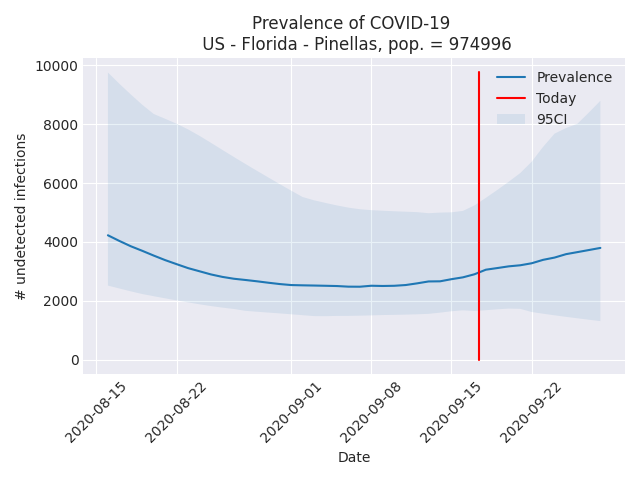 Prevalence of COVID-19
US - Florida - Pinellas, pop. = 974996
# undetected infections
10000
8000
6000
4000
2000
0
Prevalence
Today
95CI
2020-08-15
2020-08-22
2020-09-01
2020-09-08
2020-09-15
2020-09-22
Date